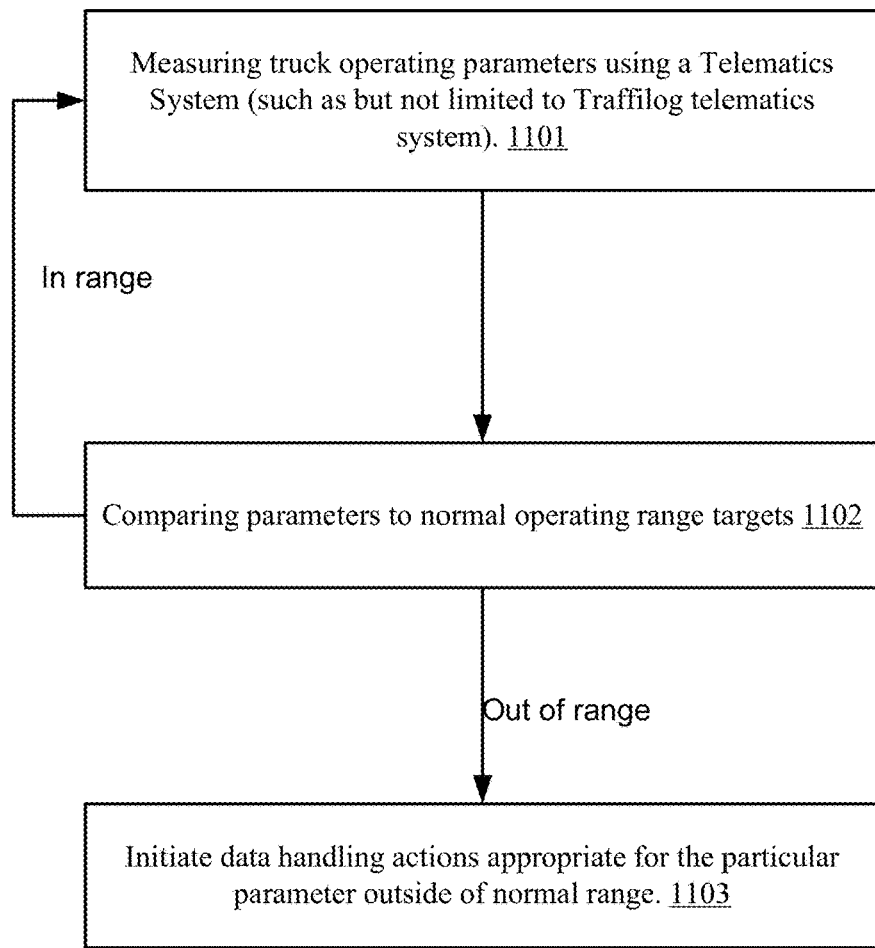 Measuring truck operating parameters using a Telematics
System (such as but not limited to Traffilog telematics
system). 1101
In range
Comparing parameters to normal operating range targets 1102
Out of range
Initiate data handling actions appropriate for the particular
parameter outside of normal range. 1103